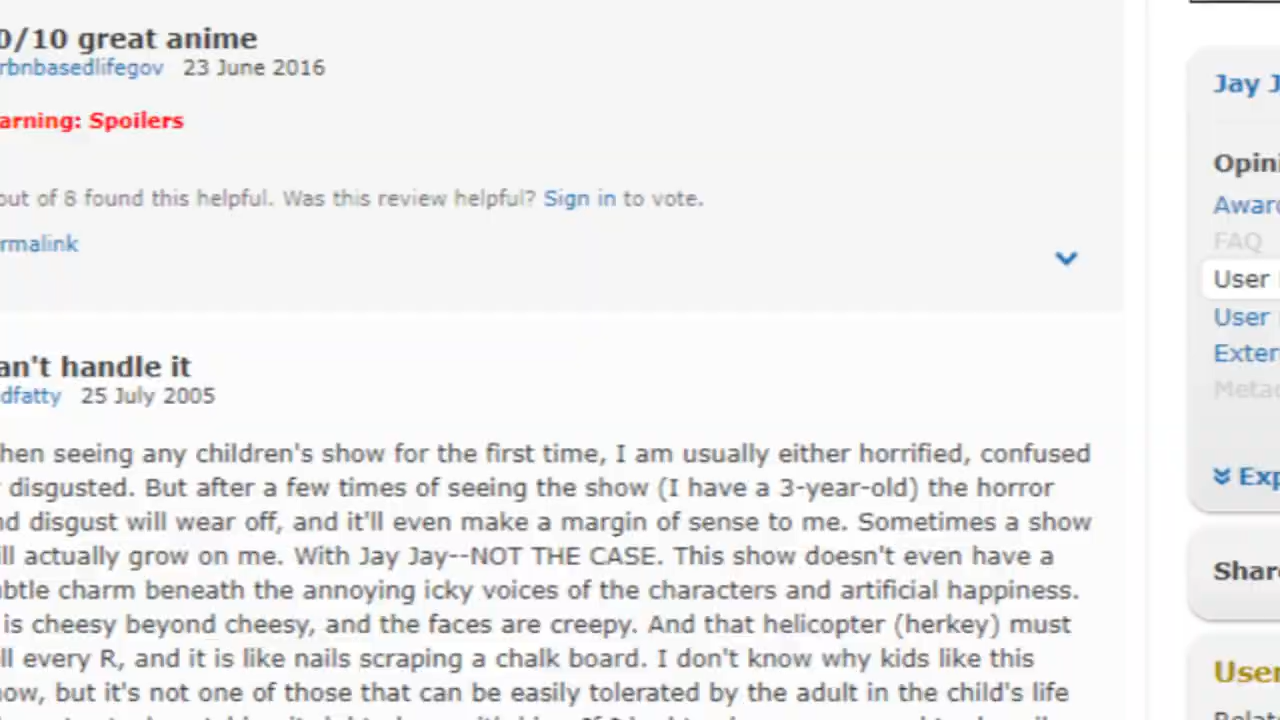 0/10 great anime
rbnbasedlifegov 23 June 2016
arning: Spoilers
out of 8 found this helpful. Was this review helpful? Sign in to vote.
rmalink
an't handle it
dfatty 25 July 2005
hen seeing any children's show for the first time, I am usually either horrified, confused
r disgusted. But after a few times of seeing the show (I have a 3-year-old) the horror
nd disgust will wear off, and it'll even make a margin of sense to me. Sometimes a show
ill actually grow on me. With Jay Jay--NOT THE CASE. This show doesn't even have a
ubtle charm beneath the annoying icky voices of the characters and artificial happiness.
is cheesy beyond cheesy, and the faces are creepy. And that helicopter (herkey) must
ll every R, and it is like nails scraping a chalk board. I don't know why kids like this
how, but it's not one of those that can be easily tolerated by the adult in the child's life
Jay J
Opini
Award
FAQ
User
User
Exter
Metac
Exp
Share
User